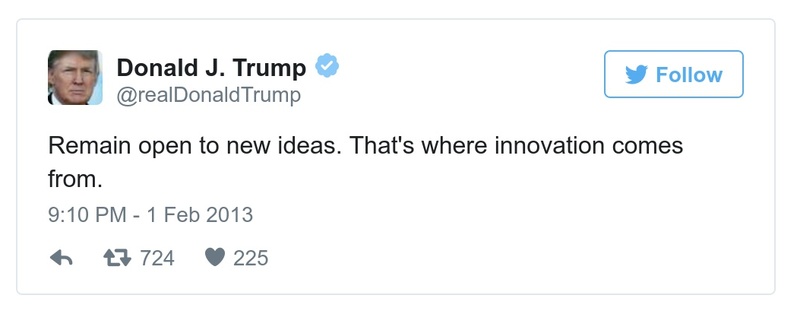 Donald J. Trump
@realDonaldTrump
Follow
Remain open to new ideas. That's where innovation comes
from.
9:10 PM - 1 Feb 2013
724 225